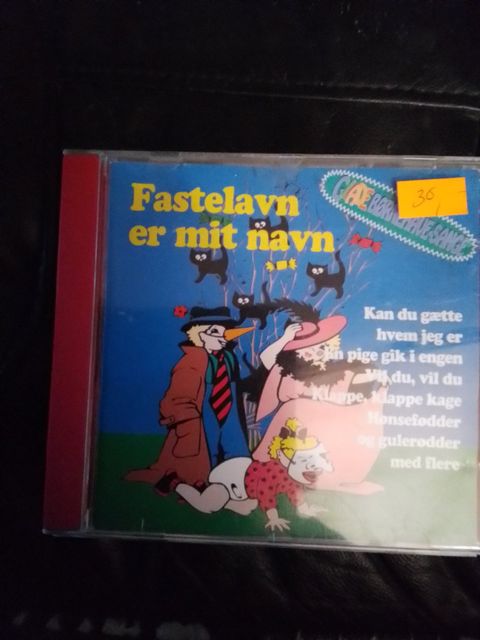 Fastelavn
er mit navn
GLADE BØRNEHAVESANGE
36
Kan du gætte
hvem jeg er
En pige gik i engen
Vil du, vil du
Klappe, klappe kage
Hønsefødder
og gulerødder
med flere